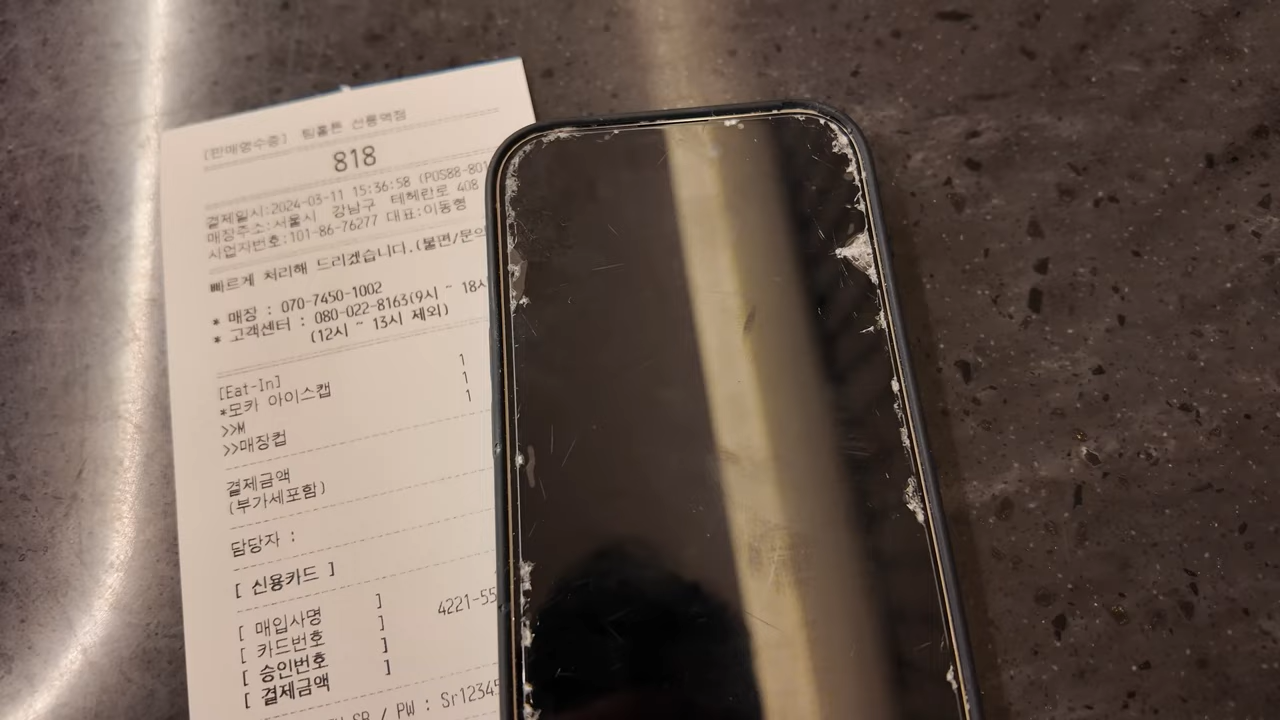 [판매영수증] 팀홀튼 선릉역점
818
결제일시:2024-03-11 15:36:58 (POS88-801
매장주소:서울시 강남구 테헤란로 408
사업자번호:101-86-76277 대표:이동형
빠르게 처리해 드리겠습니다.(불편/문의
* 매장 : 070-7450-1002
* 고객센터 : 080-022-8163(9시 ~ 18시
(12시 ~ 13시 제외)
[Eat-In] 1
*모카 아이스캡 1
>>M 1
>>매장컵
결제금액
(부가세포함)
담당자 :
[ 신용카드 ]
[ 매입사명 ] 4221-55
[ 카드번호 ]
[ 승인번호 ]
[ 결제금액 ]
/ PW : Sr12345